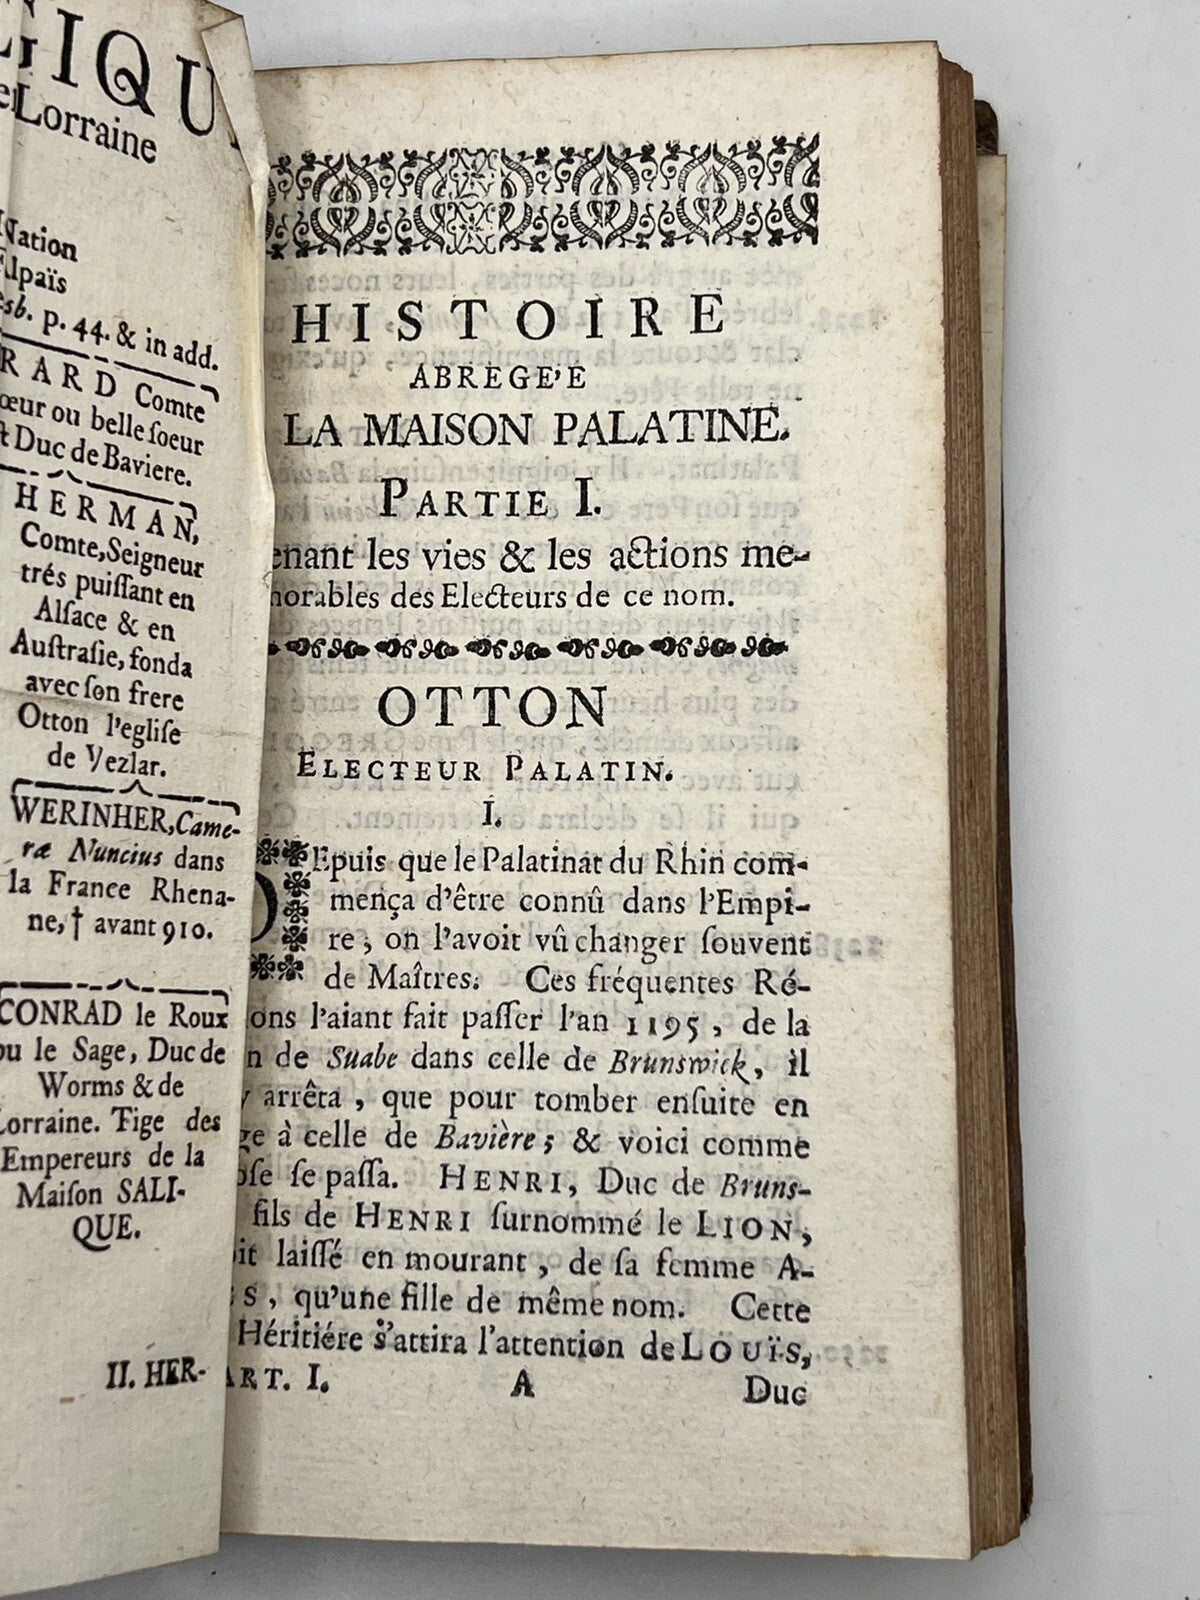 GIQU
Lorraine
Nation
p. 44. & in add.
RARD Comte
œur ou belle ſoeur
Duc de Baviere.
HERMAN,
Comte, Seigneur
trés puiſſant en
Alſace & en
Auſtraſie, fonda
avec ſon frere
Otton l'egliſe
de Vezlar.
WERINHER, Came-
ræ Nuncius dans
la France Rhena-
ne, † avant 910.
CONRAD le Roux
ou le Sage, Duc de
Worms & de
Lorraine. Tige des
Empereurs de la
Maiſon SALI-
QUE.
II. HER-
HISTOIRE
ABREGE'E
LA MAISON PALATINE.
PARTIE I.
enant les vies & les actions me-
morables des Electeurs de ce nom.
OTTON
ELECTEUR PALATIN.
I.
DEpuis que le Palatinat du Rhin com-
mença d'être connû dans l'Empi-
re, on l'avoit vû changer ſouvent
de Maîtres. Ces fréquentes Ré-
ons l'aiant fait paſſer l'an 1195, de la
n de Suabe dans celle de Brunswick, il
y arrêta, que pour tomber enſuite en
ge à celle de Bavière; & voici comme
oſe ſe paſſa. HENRI, Duc de Bruns-
fils de HENRI ſurnommé le LION,
oit laiſſé en mourant, de ſa femme A-
ES, qu'une fille de même nom. Cette
Héritiére s'attira l'attention de LOUÏS,
ART. I. A Duc